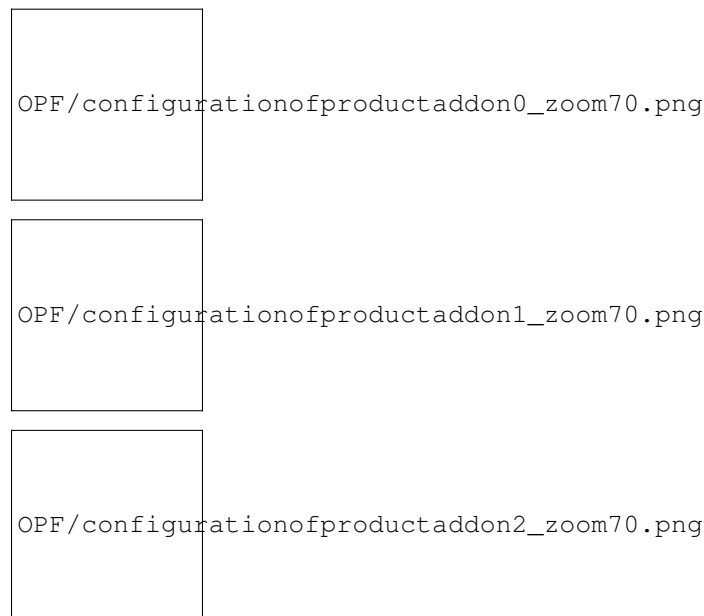 OPF/configurationofproductaddon0_zoom70.png
OPF/configurationofproductaddon1_zoom70.png
OPF/configurationofproductaddon2_zoom70.png